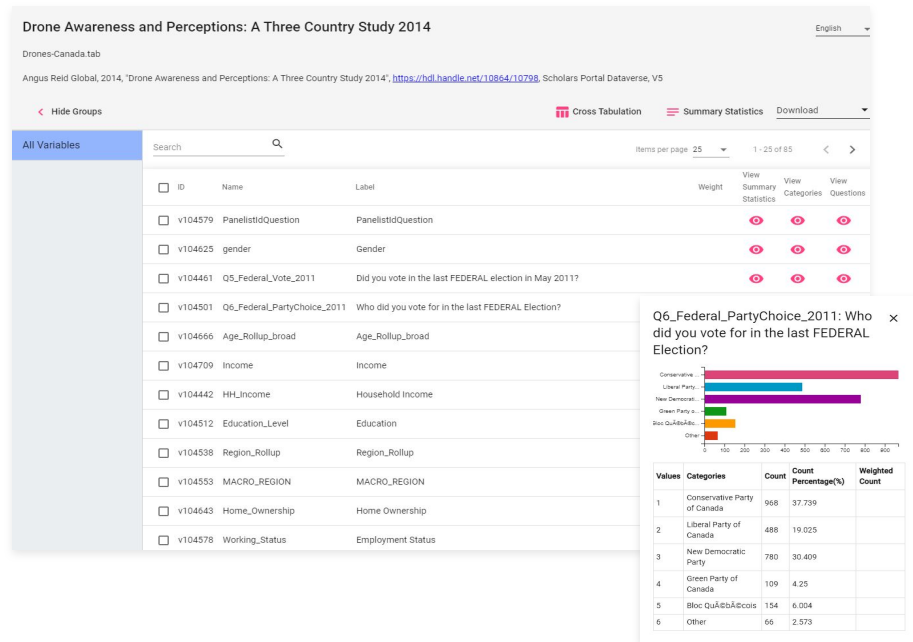 Drone Awareness and Perceptions: A Three Country Study 2014
English
Drones-Canada.tab
Angus Reid Global, 2014, "Drone Awareness and Perceptions: A Three Country Study 2014", https://hdl.handle.net/10864/10798, Scholars Portal Dataverse, V5
Hide Groups
Cross Tabulation
Summary Statistics
Download
All Variables
Search
Items per page 25
1 - 25 of 85
ID Name Label Weight View Summary Statistics View Categories View Questions
v104579 PanelistIdQuestion PanelistIdQuestion
v104625 gender Gender
v104461 Q5_Federal_Vote_2011 Did you vote in the last FEDERAL election in May 2011?
v104501 Q6_Federal_PartyChoice_2011 Who did you vote for in the last FEDERAL Election?
v104666 Age_Rollup_broad Age_Rollup_broad
v104709 Income Income
v104442 HH_Income Household Income
v104512 Education_Level Education
v104538 Region_Rollup Region_Rollup
v104553 MACRO_REGION MACRO_REGION
v104643 Home_Ownership Home Ownership
v104578 Working_Status Employment Status
Q6_Federal_PartyChoice_2011: Who
did you vote for in the last FEDERAL
Election?
Conservative ...
Liberal Party...
New Democrati...
Green Party o...
Bloc QuÃ©bÃ©c...
Other
0 100 200 300 400 500 600 700 800 900
Values Categories Count Count Percentage(%) Weighted Count
1 Conservative Party of Canada 968 37.739
2 Liberal Party of Canada 488 19.025
3 New Democratic Party 780 30.409
4 Green Party of Canada 109 4.25
5 Bloc QuÃ©bÃ©cois 154 6.004
6 Other 66 2.573